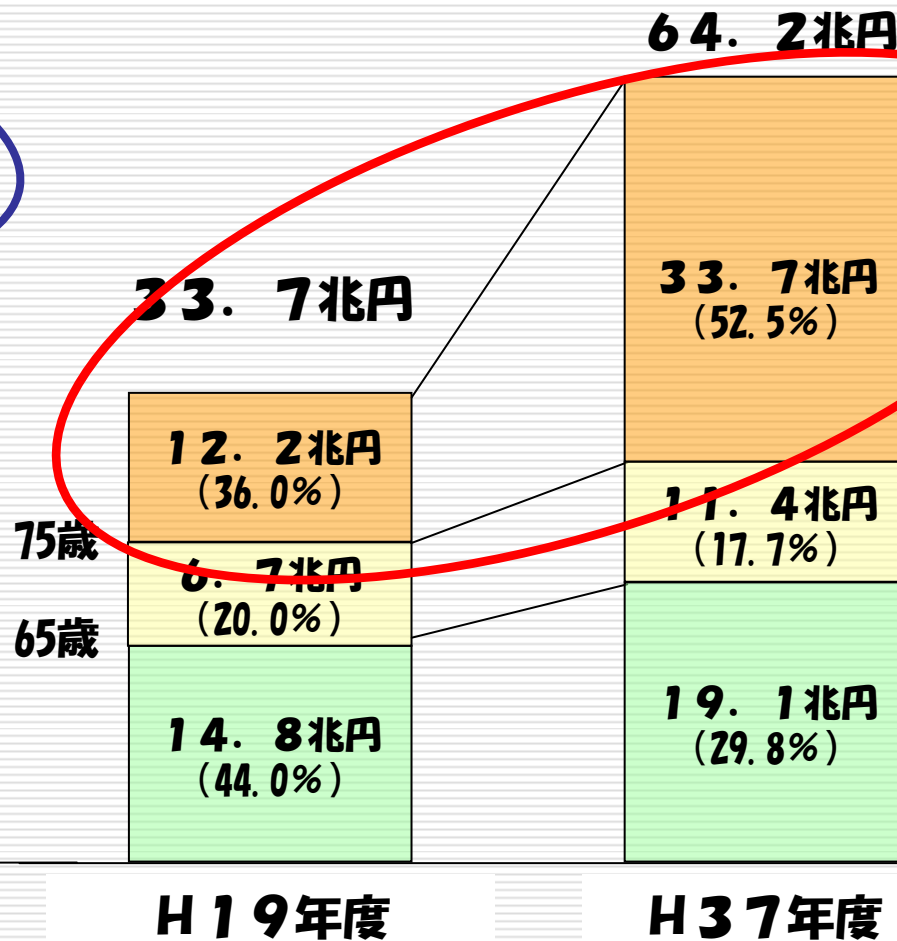 ６４．２兆円
３３．７兆円
３３．７兆円
（52.5％）
１２．２兆円
（36.0％）
１１．４兆円
（17.7％）
75歳
６．７兆円
（20.0％）
65歳
１９．１兆円
（29.8％）
１４．８兆円
（44.0％）
Ｈ１９年度
Ｈ３７年度